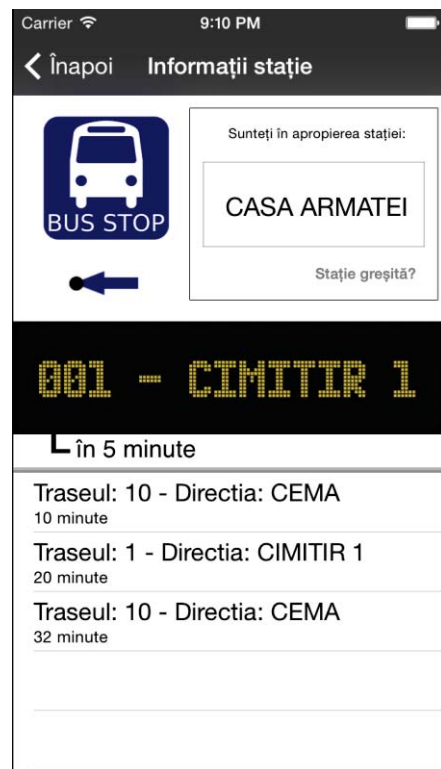 Carrier 9:10 PM
Înapoi Informații stație
Sunteți în apropierea stației:
BUS STOP
CASA ARMATEI
Stație greșită?
001 - CIMITIR 1
în 5 minute
Traseul: 10 - Directia: CEMA
10 minute
Traseul: 1 - Directia: CIMITIR 1
20 minute
Traseul: 10 - Directia: CEMA
32 minute